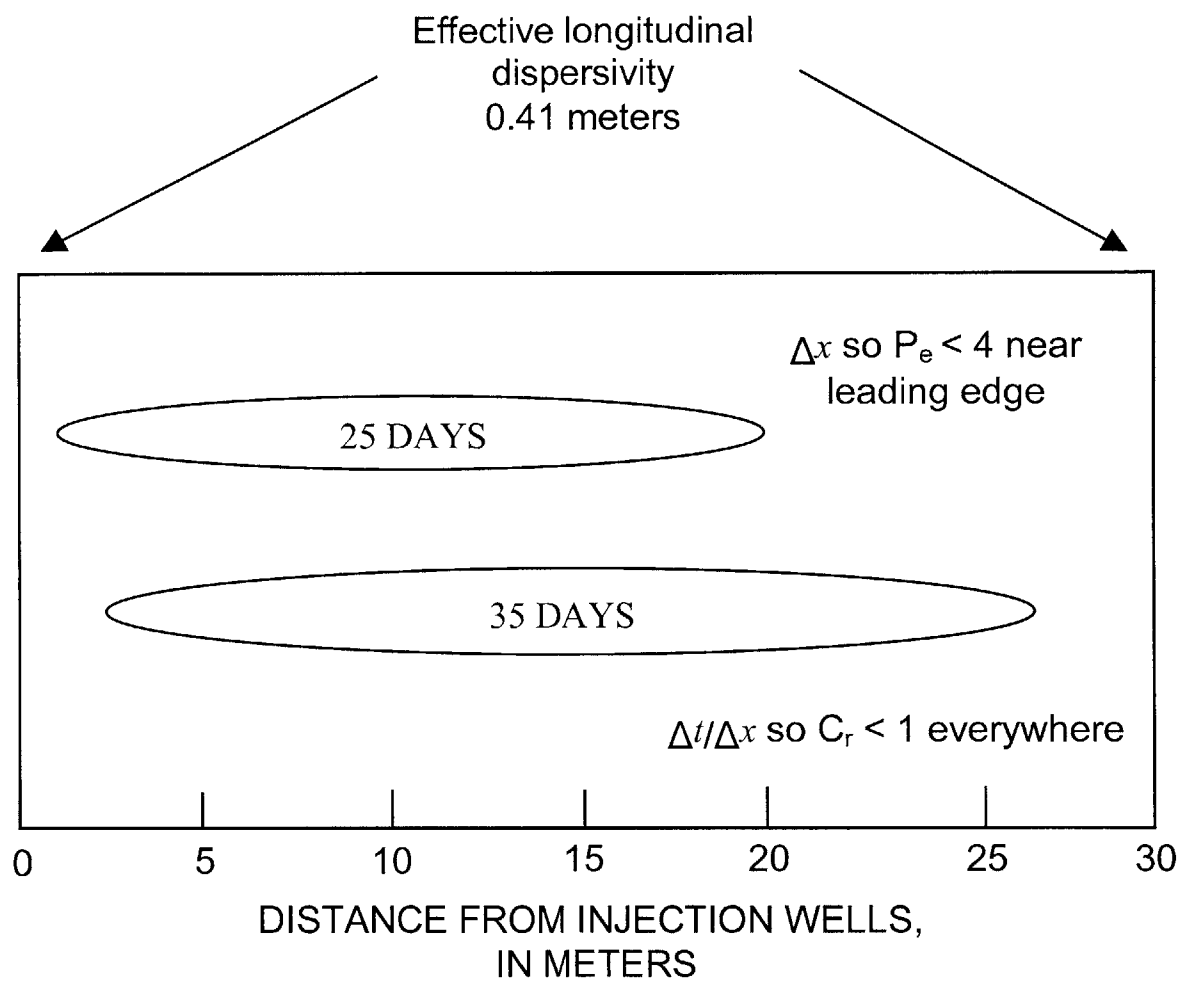 Effective longitudinal
dispersivity
0.41 meters
Δx so Pe < 4 near
leading edge
25 DAYS
35 DAYS
Δt/Δx so Cr < 1 everywhere
0 5 10 15 20 25 30
DISTANCE FROM INJECTION WELLS,
IN METERS